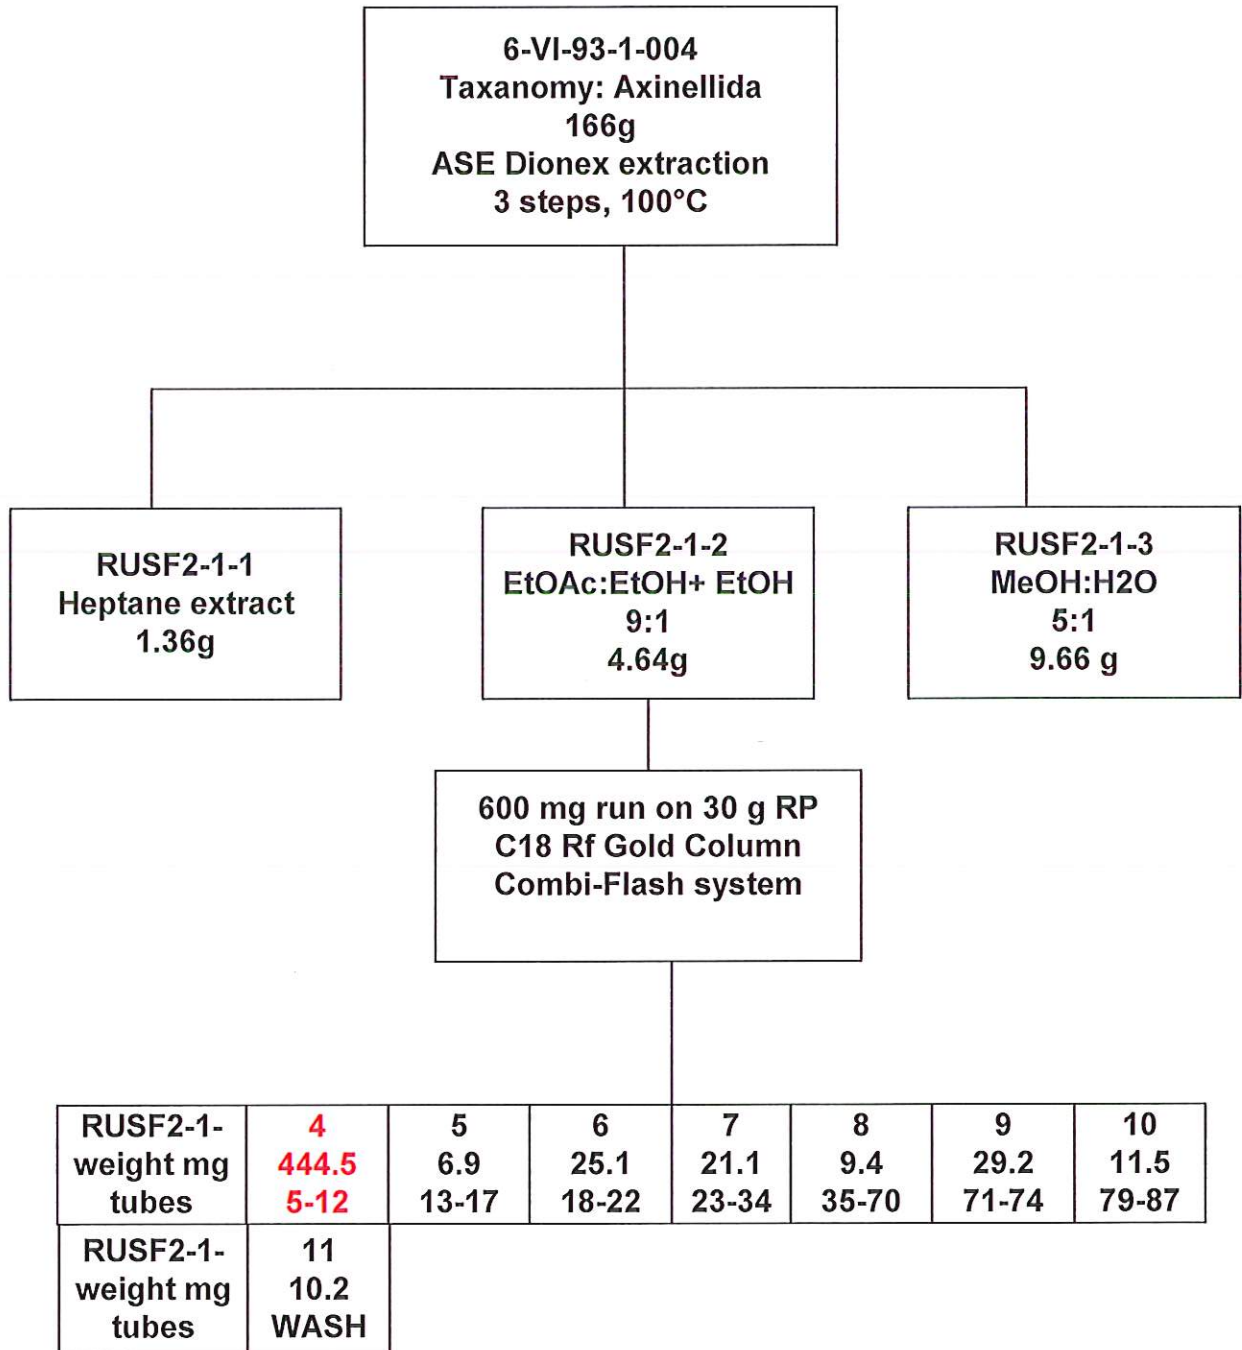 6-VI-93-1-004
Taxanomy: Axinellida
166g
ASE Dionex extraction
3 steps, 100°C
RUSF2-1-1
Heptane extract
1.36g
RUSF2-1-2
EtOAc:EtOH+ EtOH
9:1
4.64g
RUSF2-1-3
MeOH:H2O
5:1
9.66 g
600 mg run on 30 g RP
C18 Rf Gold Column
Combi-Flash system
RUSF2-1- 4 5 6 7 8 9 10
weight mg 444.5 6.9 25.1 21.1 9.4 29.2 11.5
tubes 5-12 13-17 18-22 23-34 35-70 71-74 79-87
RUSF2-1- 11
weight mg 10.2
tubes WASH